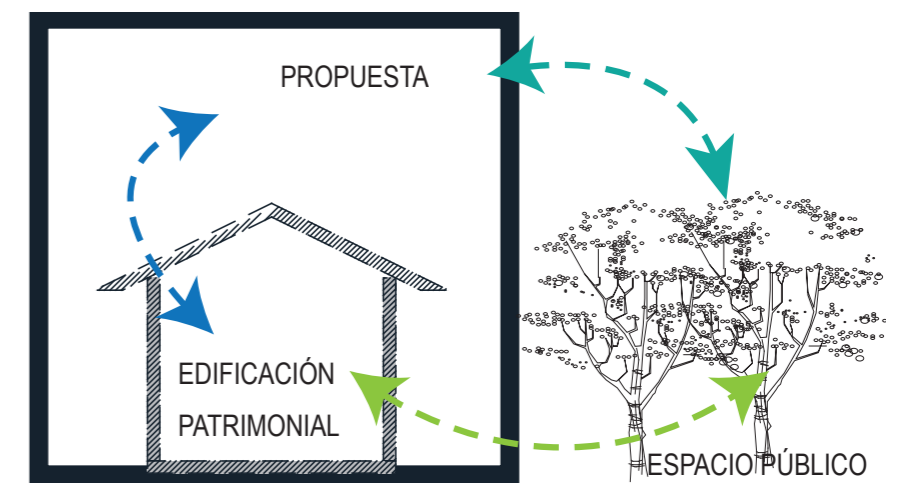 PROPUESTA
EDIFICACIÓN
PATRIMONIAL
ESPACIO PÚBLICO